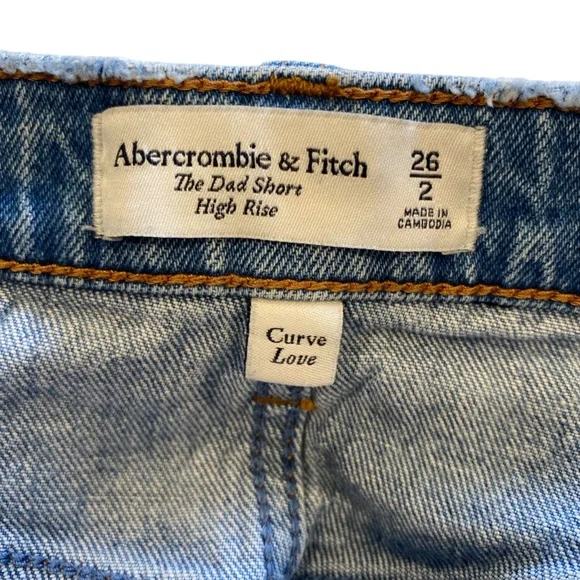 Abercrombie & Fitch
The Dad Short
High Rise
26
2
MADE IN
CAMBODIA
Curve
Love